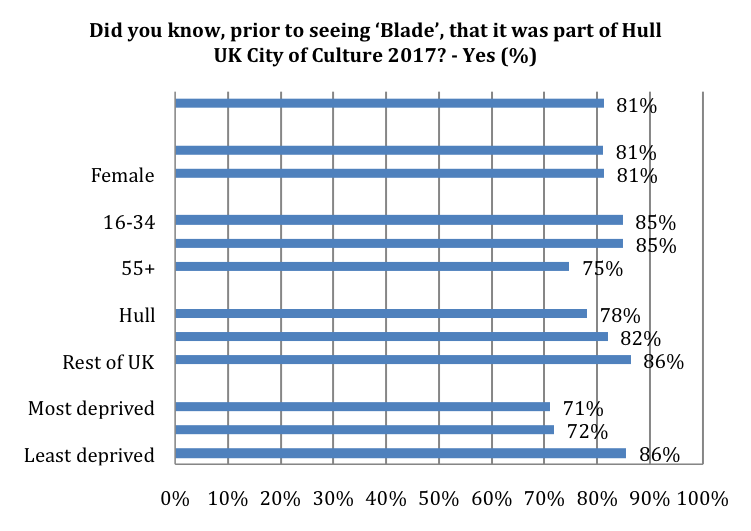 Did you know, prior to seeing ‘Blade’, that it was part of Hull
UK City of Culture 2017? - Yes (%)
81%
81%
Female 81%
16-34 85%
85%
55+ 75%
Hull 78%
82%
Rest of UK 86%
Most deprived 71%
72%
Least deprived 86%
0% 10% 20% 30% 40% 50% 60% 70% 80% 90% 100%